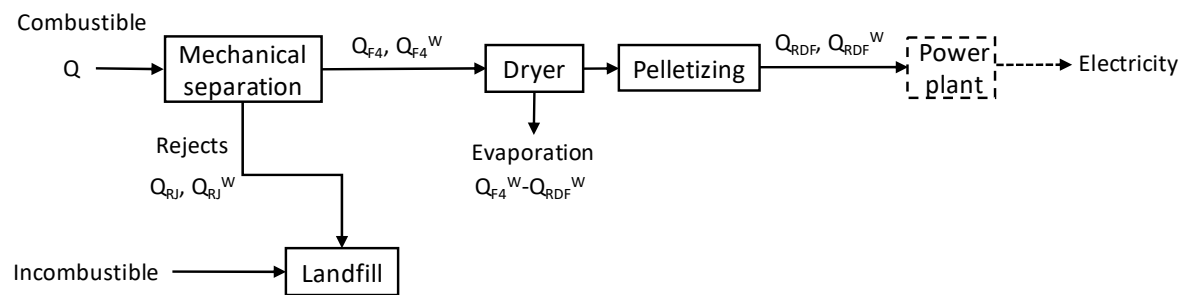 Combustible
Q
Mechanical
separation
Q_F4, Q_F4^W
Dryer
Pelletizing
Q_RDF, Q_RDF^W
Power
plant
Electricity
Rejects
Q_RJ, Q_RJ^W
Evaporation
Q_F4^W-Q_RDF^W
Incombustible
Landfill